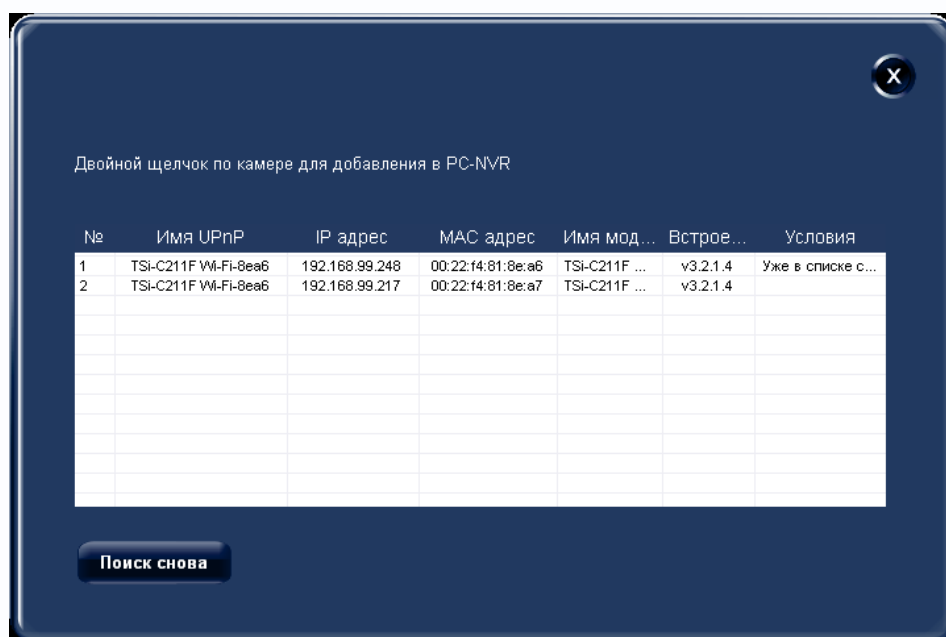 X
Двойной щелчок по камере для добавления в PC-NVR
№ Имя UPnP IP адрес MAC адрес Имя мод... Встрое... Условия
1 TSi-C211F Wi-Fi-8ea6 192.168.99.248 00:22:f4:81:8e:a6 TSi-C211F ... v3.2.1.4 Уже в списке с...
2 TSi-C211F Wi-Fi-8ea6 192.168.99.217 00:22:f4:81:8e:a7 TSi-C211F ... v3.2.1.4
Поиск снова